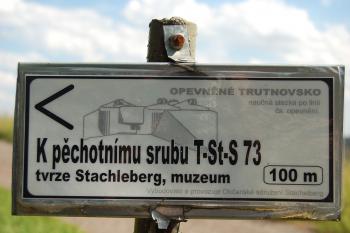 OPEVNĚNÉ TRUTNOVSKO
naučná stezka po linii
čs. opevnění
K pěchotnímu srubu T-St-S 73
tvrze Stachleberg, muzeum
100 m
Vybudovalo a provozuje Občanské sdružení Stachelberg